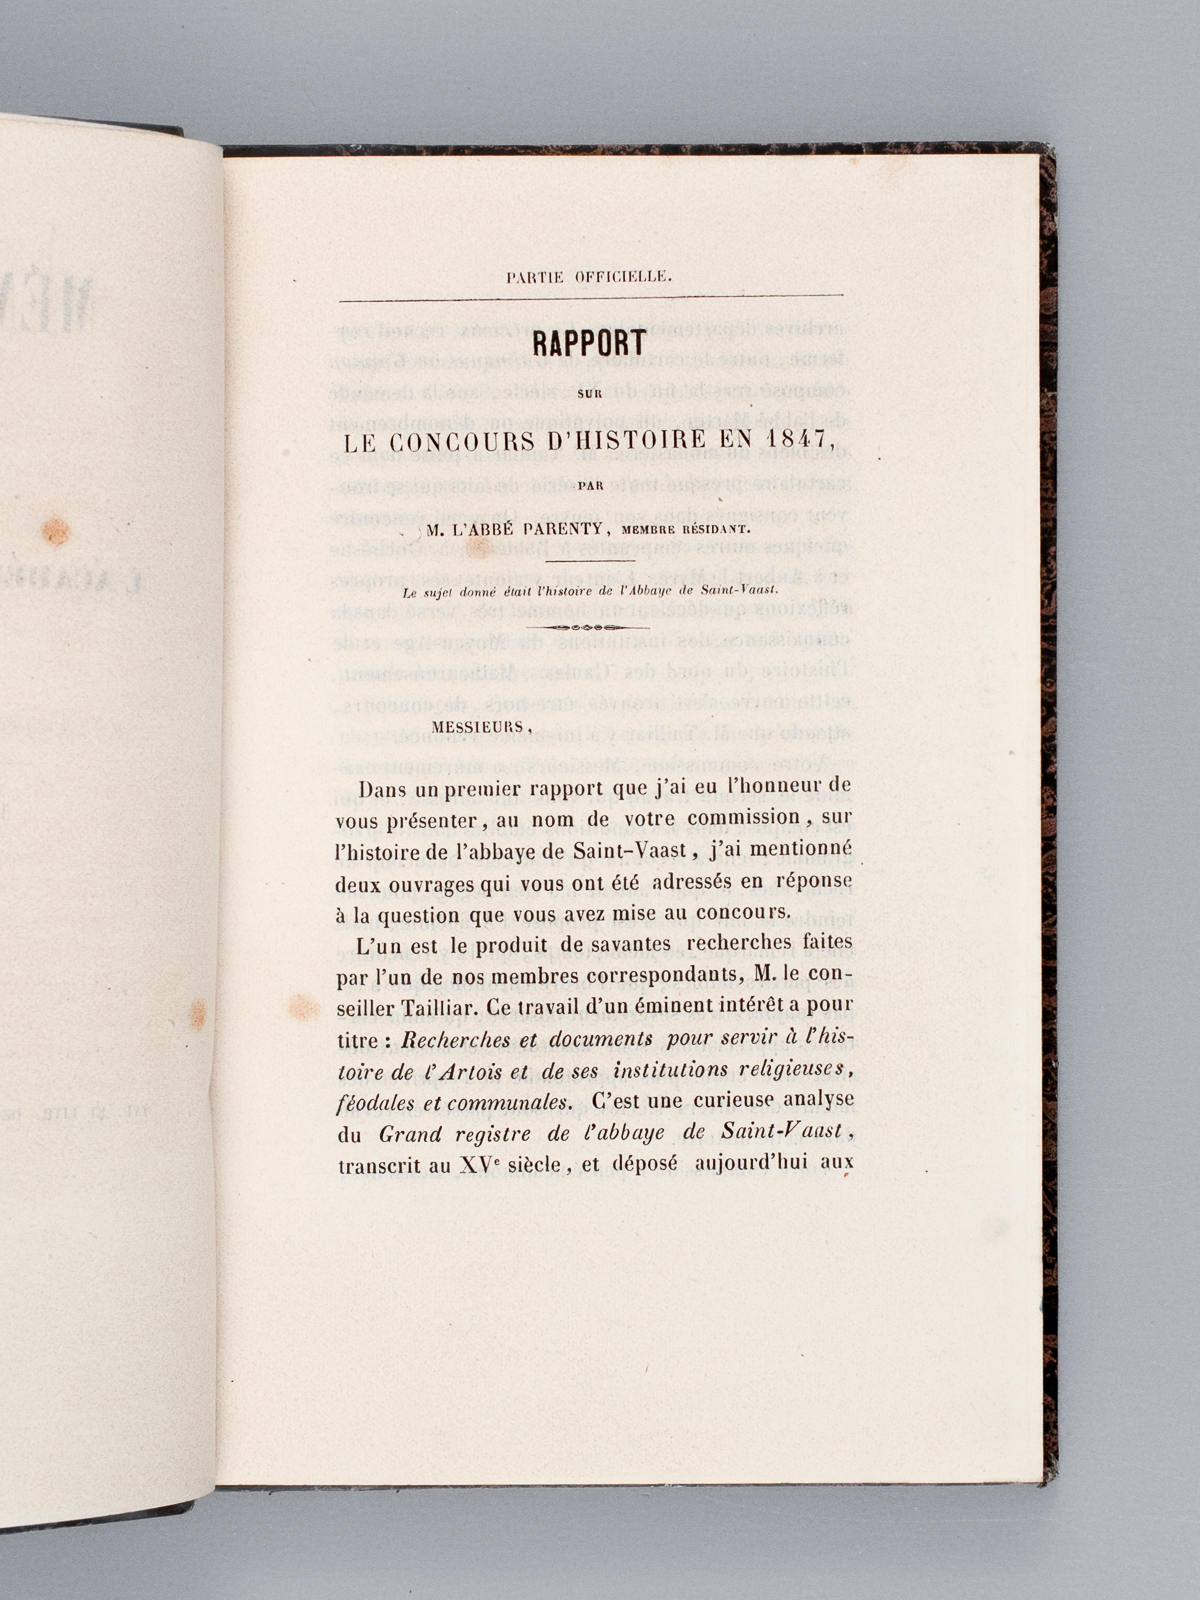 PARTIE OFFICIELLE.
RAPPORT
SUR
LE CONCOURS D'HISTOIRE EN 1847,
PAR
M. L'ABBÉ PARENTY, MEMBRE RÉSIDANT.
Le sujet donné était l'histoire de l'Abbaye de Saint-Vaast.
MESSIEURS,
Dans un premier rapport que j'ai eu l'honneur de
vous présenter, au nom de votre commission, sur
l'histoire de l'abbaye de Saint-Vaast, j'ai mentionné
deux ouvrages qui vous ont été adressés en réponse
à la question que vous avez mise au concours.
L'un est le produit de savantes recherches faites
par l'un de nos membres correspondants, M. le con-
seiller Tailliar. Ce travail d'un éminent intérêt a pour
titre : Recherches et documents pour servir à l'his-
toire de l'Artois et de ses institutions religieuses,
féodales et communales. C'est une curieuse analyse
du Grand registre de l'abbaye de Saint-Vaast,
transcrit au XVe siècle, et déposé aujourd'hui aux